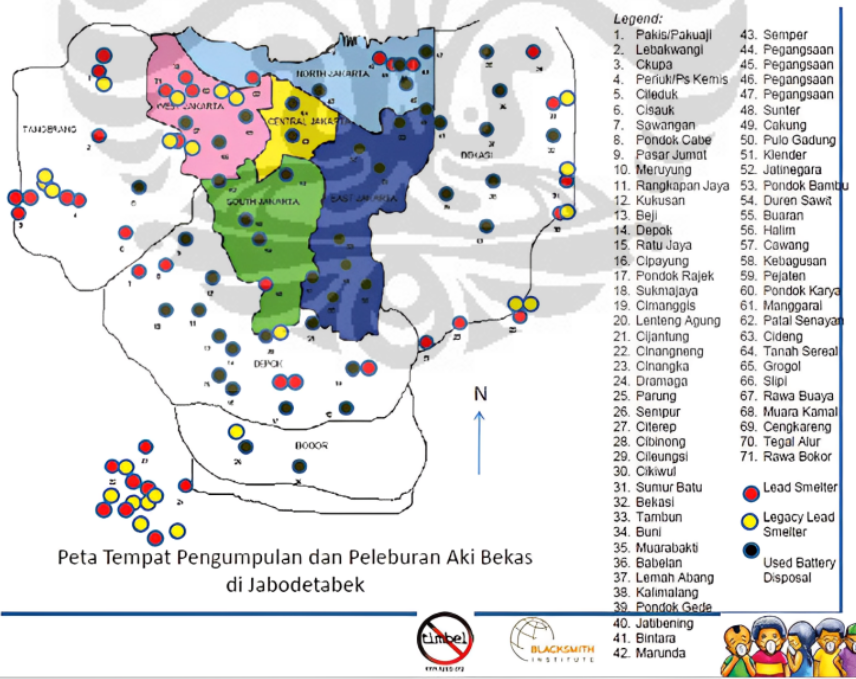 Legend:
1. Pakis/Pakuaji
2. Lebakwangi
3. Ckupa
4. Periuk/Ps Kemis
5. Cileduk
6. Cisauk
7. Sawangan
8. Pondok Cabe
9. Pasar Jumat
10. Meruyung
11. Rangkapan Jaya
12. Kukusan
13. Beji
14. Depok
15. Ratu Jaya
16. Cipayung
17. Pondok Rajek
18. Sukmajaya
19. Cimanggis
20. Lenteng Agung
21. Cijantung
22. Cinangneng
23. Cinangka
24. Dramaga
25. Parung
26. Sempur
27. Citerep
28. Cibinong
29. Cileungsi
30. Cikiwul
31. Sumur Batu
32. Bekasi
33. Tambun
34. Buni
35. Muarabakti
36. Babelan
37. Lemah Abang
38. Kalimalang
39. Pondok Gede
40. Jatibening
41. Bintara
42. Marunda
43. Semper
44. Pegangsaan
45. Pegangsaan
46. Pegangsaan
47. Pegangsaan
48. Sunter
49. Cakung
50. Pulo Gadung
51. Klender
52. Jatinegara
53. Pondok Bambu
54. Duren Sawit
55. Buaran
56. Halim
57. Cawang
58. Kebagusan
59. Pejaten
60. Pondok Karya
61. Manggarai
62. Patal Senayan
63. Cideng
64. Tanah Sereal
65. Grogol
66. Slipi
67. Rawa Buaya
68. Muara Kamal
69. Cengkareng
70. Tegal Alur
71. Rawa Bokor
Lead Smelter
Legacy Lead
Smelter
Used Battery
Disposal
NORTH JAKARTA
WEST JAKARTA
CENTRAL JAKARTA
TANGERANG
BEKASI
SOUTH JAKARTA
EAST JAKARTA
DEPOK
N
BOGOR
Peta Tempat Pengumpulan dan Peleburan Aki Bekas
di Jabodetabek
timbel
BLACKSMITH
INSTITUTE